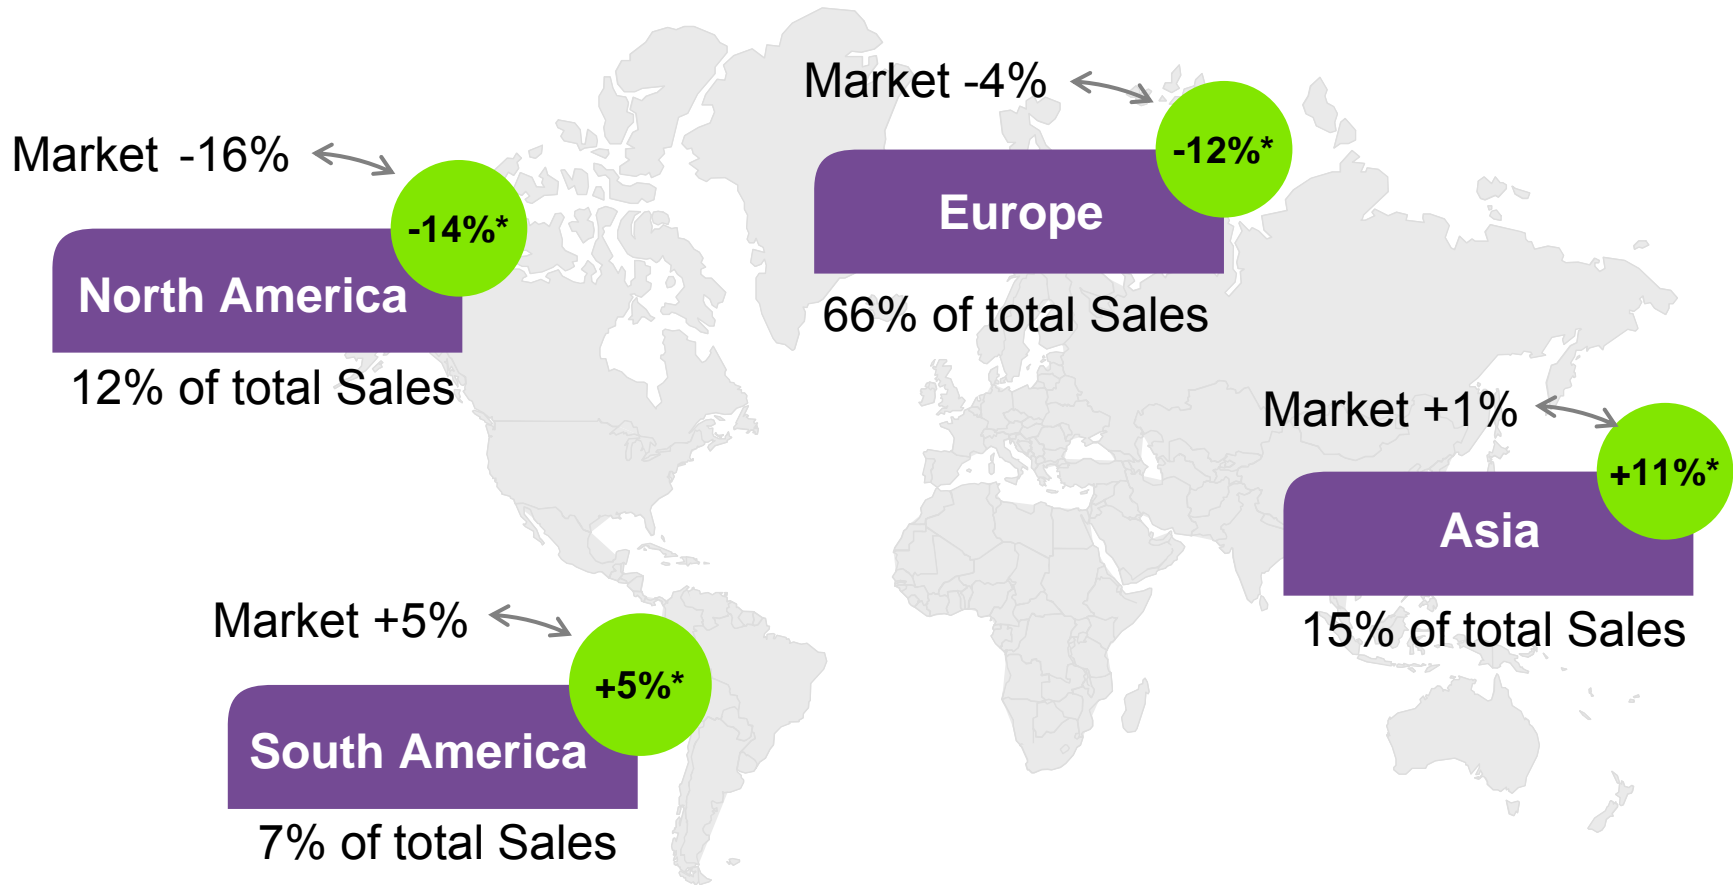 Market -4%
-12%*
Europe
66% of total Sales
Market -16%
-14%*
North America
12% of total Sales
Market +1%
+11%*
Asia
15% of total Sales
Market +5%
+5%*
South America
7% of total Sales